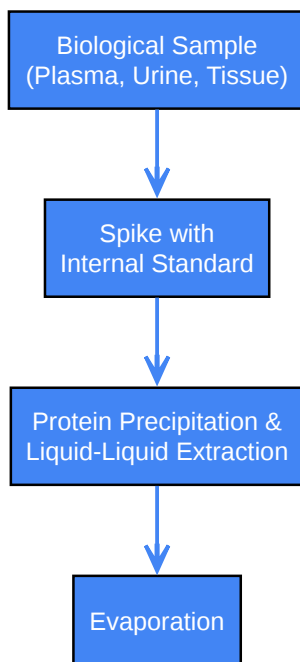 Biological Sample
(Plasma, Urine, Tissue)
Spike with
Internal Standard
Protein Precipitation &
Liquid-Liquid Extraction
Evaporation